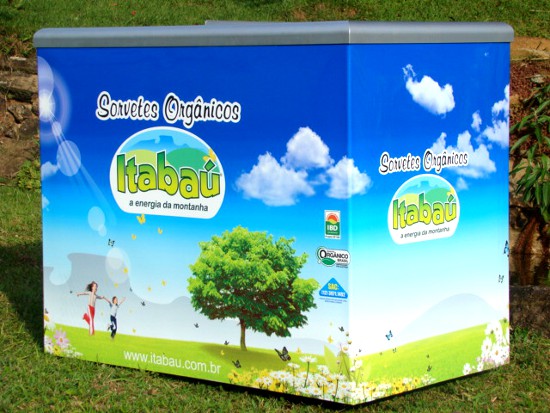 Sorvetes Orgânicos
Itabaú
a energia da montanha
IBD
ORGÂNICO
BRASIL
SAC:
www.itabau.com.br
Sorvetes Orgânicos
Itabaú
a energia da montanha